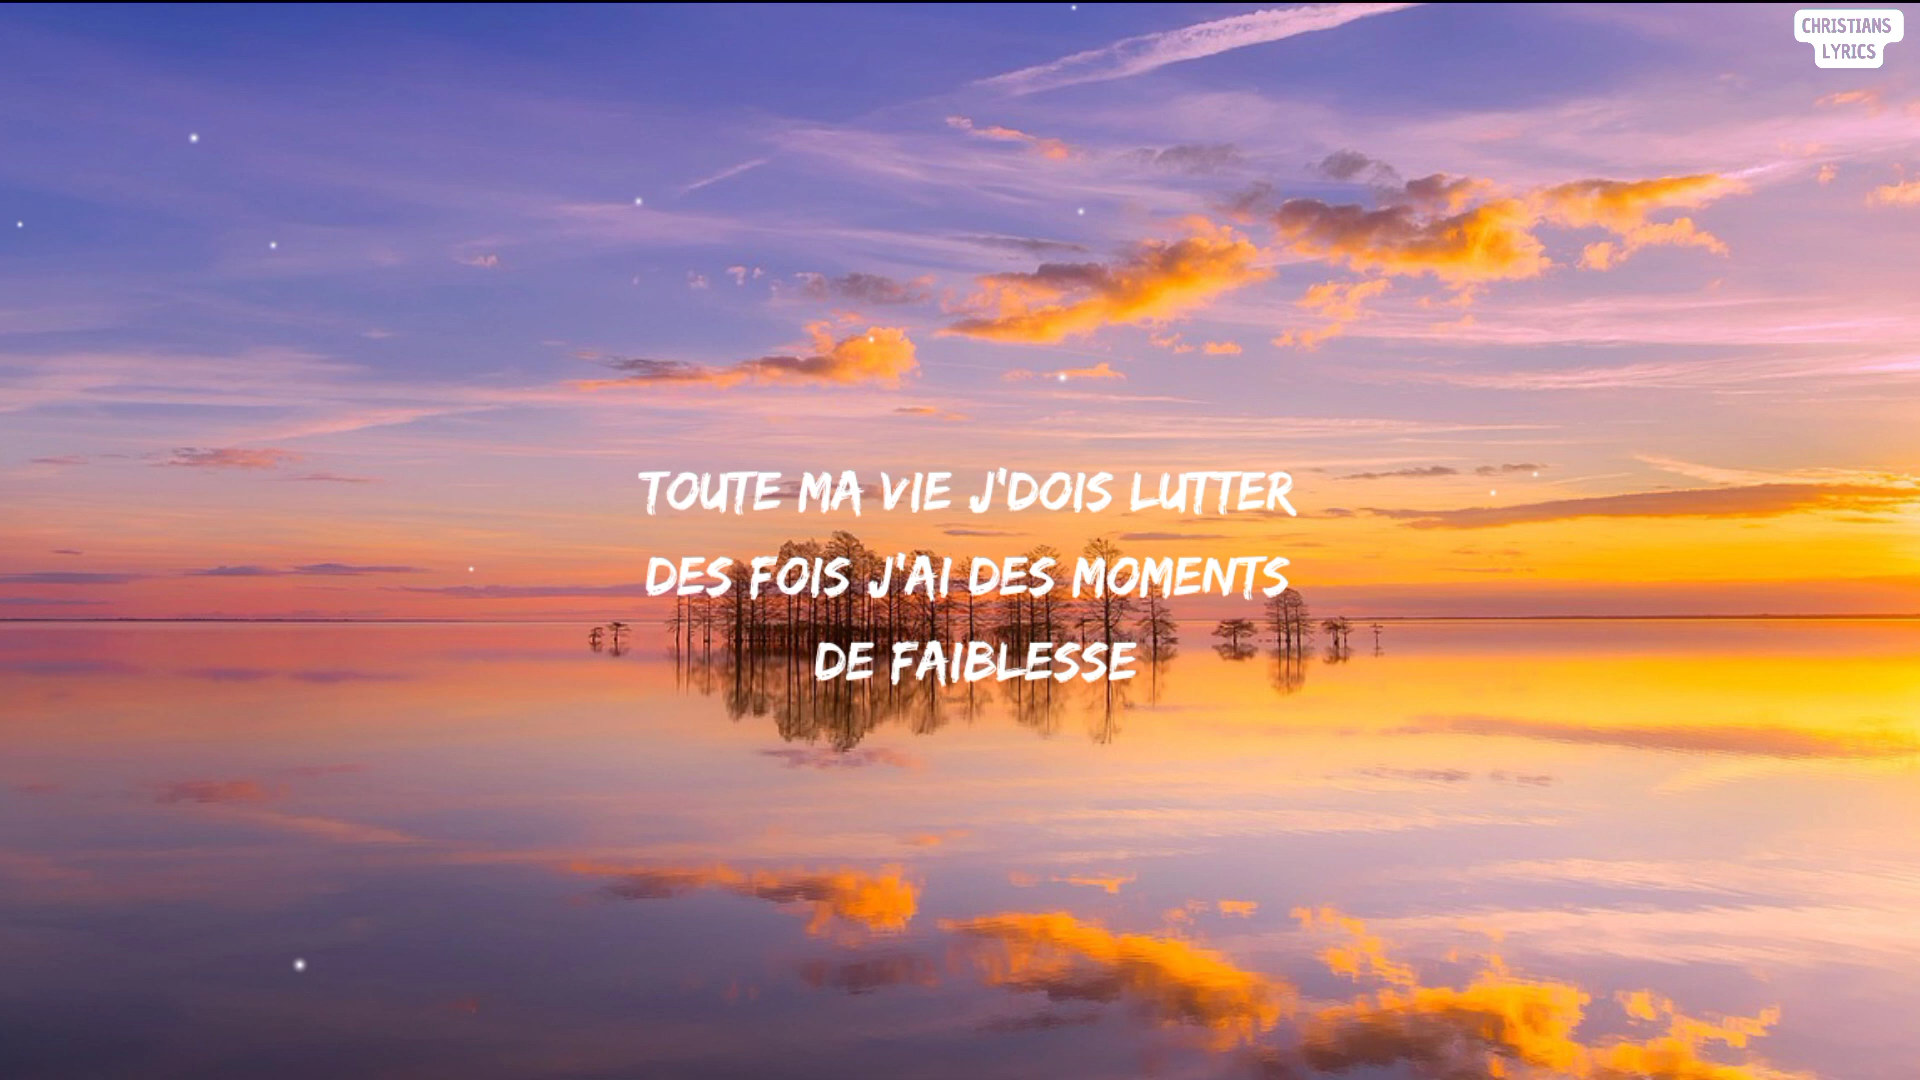 CHRISTIANS
LYRICS
TOUTE MA VIE J'DOIS LUTTER
DES FOIS J'AI DES MOMENTS
DE FAIBLESSE